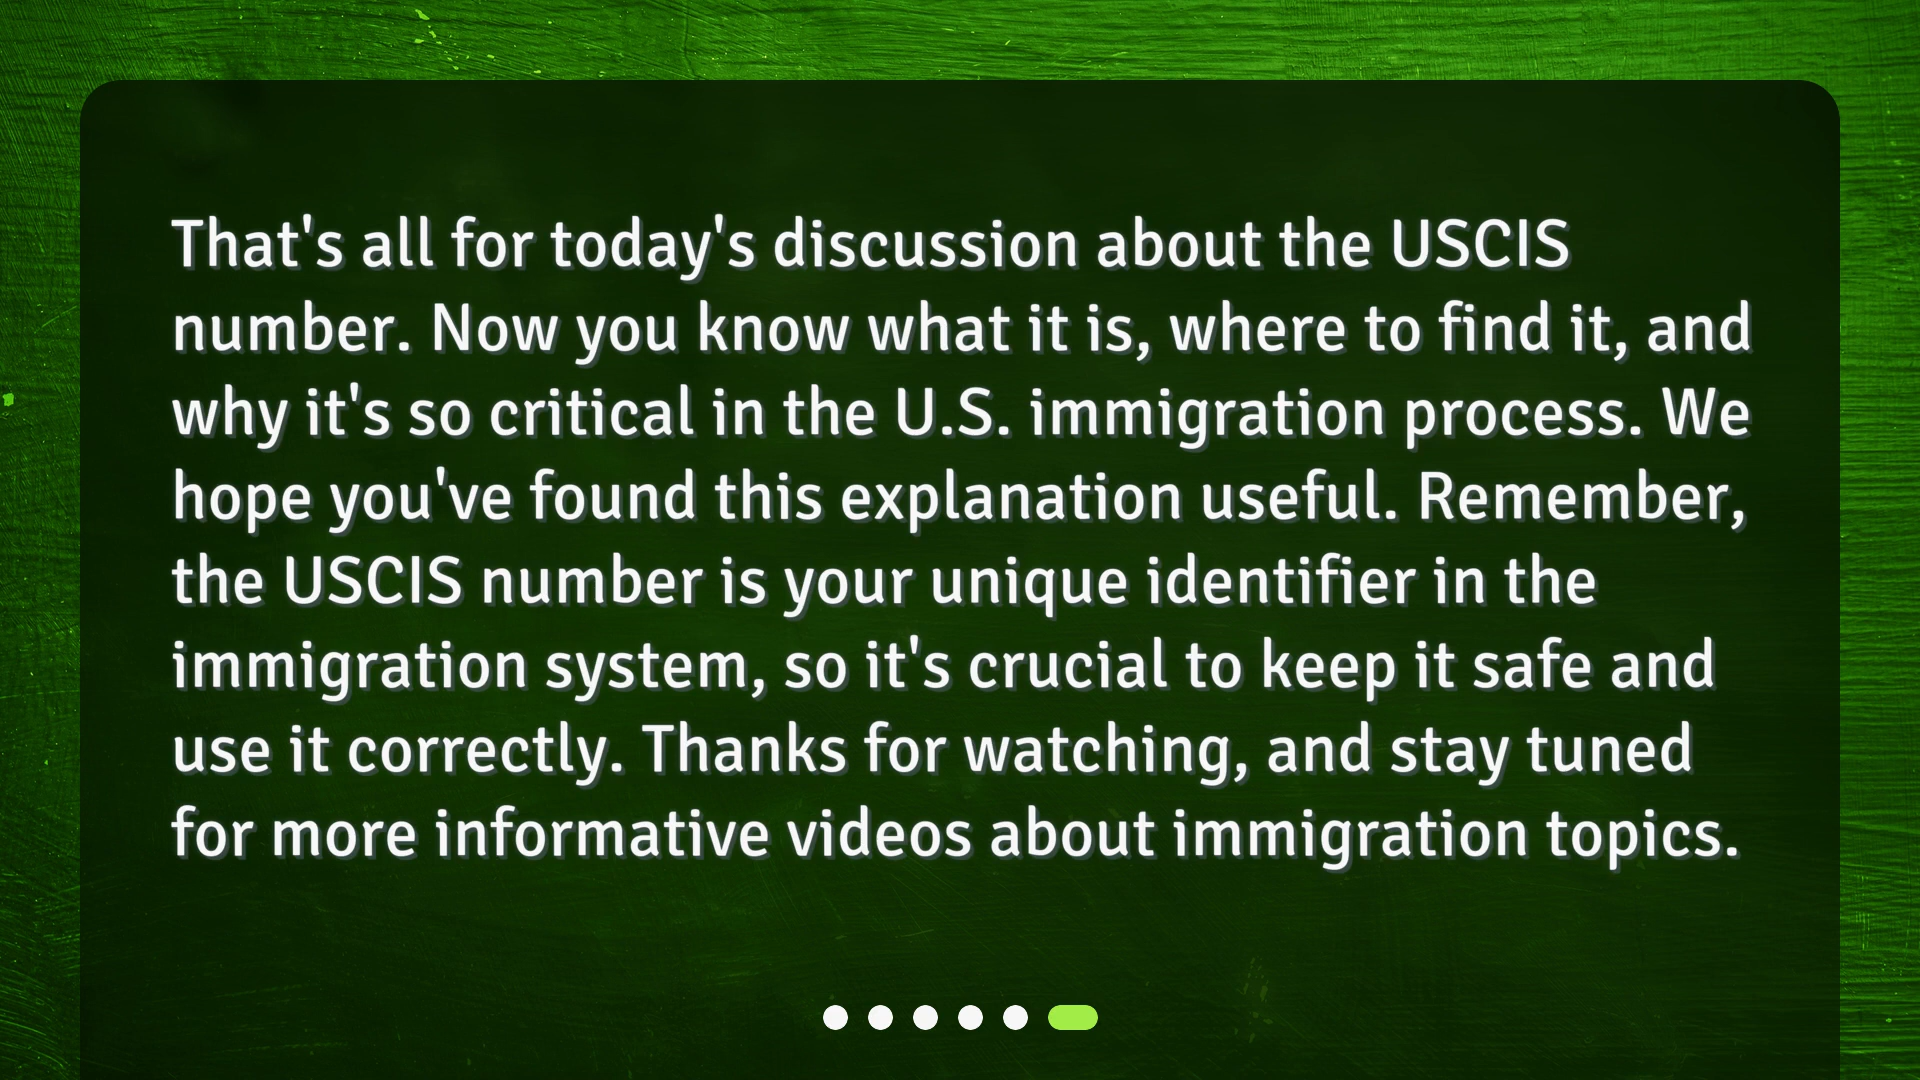 That's all for today's discussion about the USCIS
number. Now you know what it is, where to find it, and
why it's so critical in the U.S. immigration process. We
hope you've found this explanation useful. Remember,
the USCIS number is your unique identifier in the
immigration system, so it's crucial to keep it safe and
use it correctly. Thanks for watching, and stay tuned
for more informative videos about immigration topics.